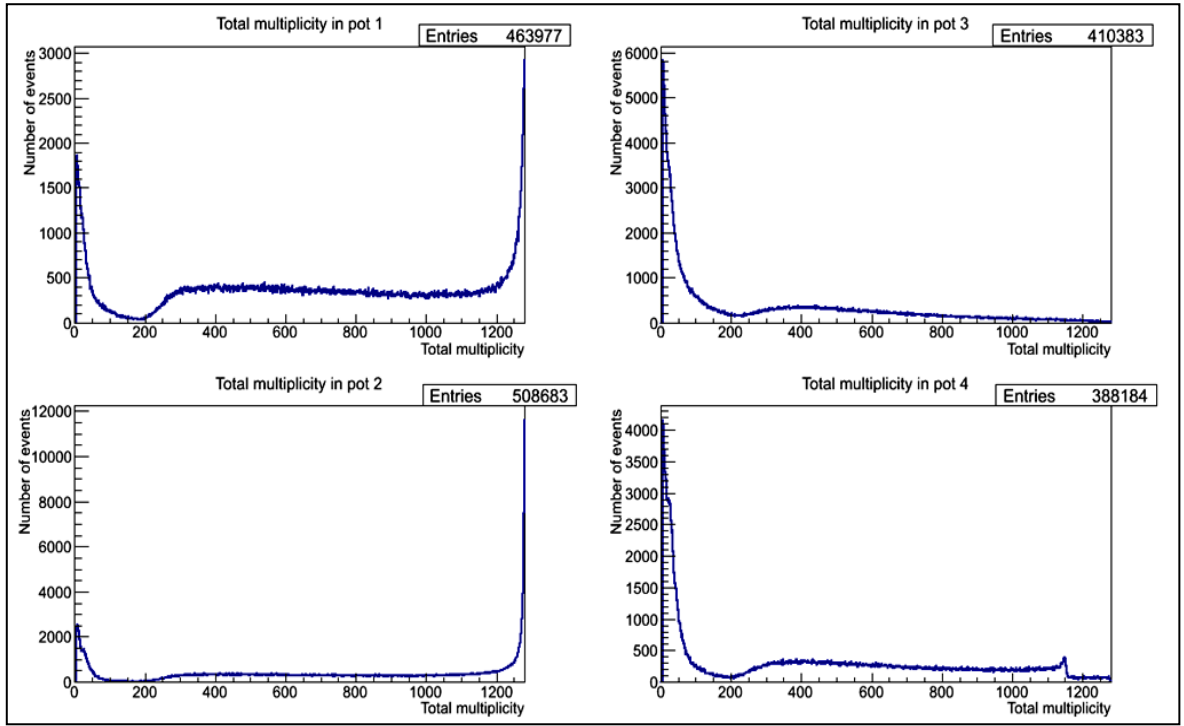 Total multiplicity in pot 1
Entries 463977
Number of events
3000
2500
2000
1500
1000
500
0
0 200 400 600 800 1000 1200
Total multiplicity
Total multiplicity in pot 3
Entries 410383
Number of events
6000
5000
4000
3000
2000
1000
0
0 200 400 600 800 1000 1200
Total multiplicity
Total multiplicity in pot 2
Entries 508683
Number of events
12000
10000
8000
6000
4000
2000
0
0 200 400 600 800 1000 1200
Total multiplicity
Total multiplicity in pot 4
Entries 388184
Number of events
4000
3500
3000
2500
2000
1500
1000
500
0
0 200 400 600 800 1000 1200
Total multiplicity